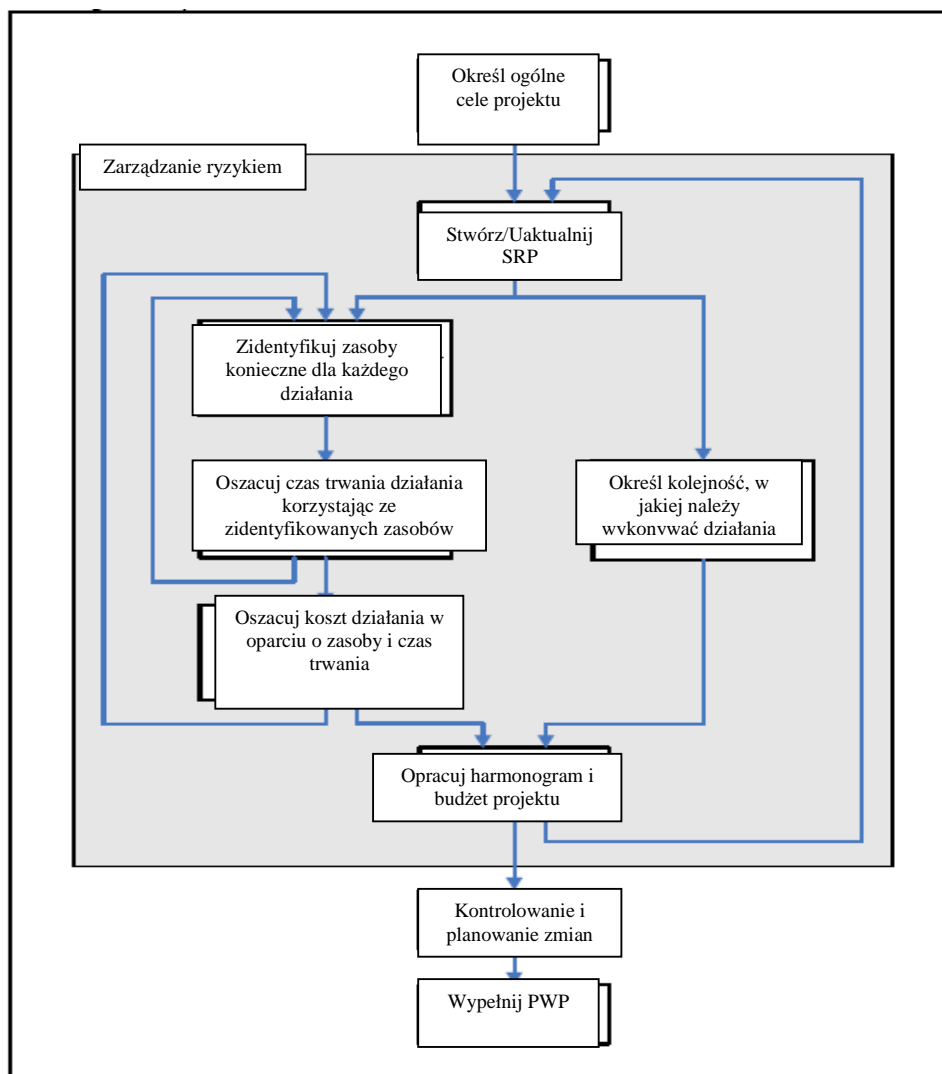 Określ ogólne
cele projektu
Zarządzanie ryzykiem
Stwórz/Uaktualnij
SRP
Zidentyfikuj zasoby
konieczne dla każdego
działania
Oszacuj czas trwania działania
korzystając ze
zidentyfikowanych zasobów
Określ kolejność, w
jakiej należy
wykonywać działania
Oszacuj koszt działania w
oparciu o zasoby i czas
trwania
Opracuj harmonogram i
budżet projektu
Kontrolowanie i
planowanie zmian
Wypełnij PWP